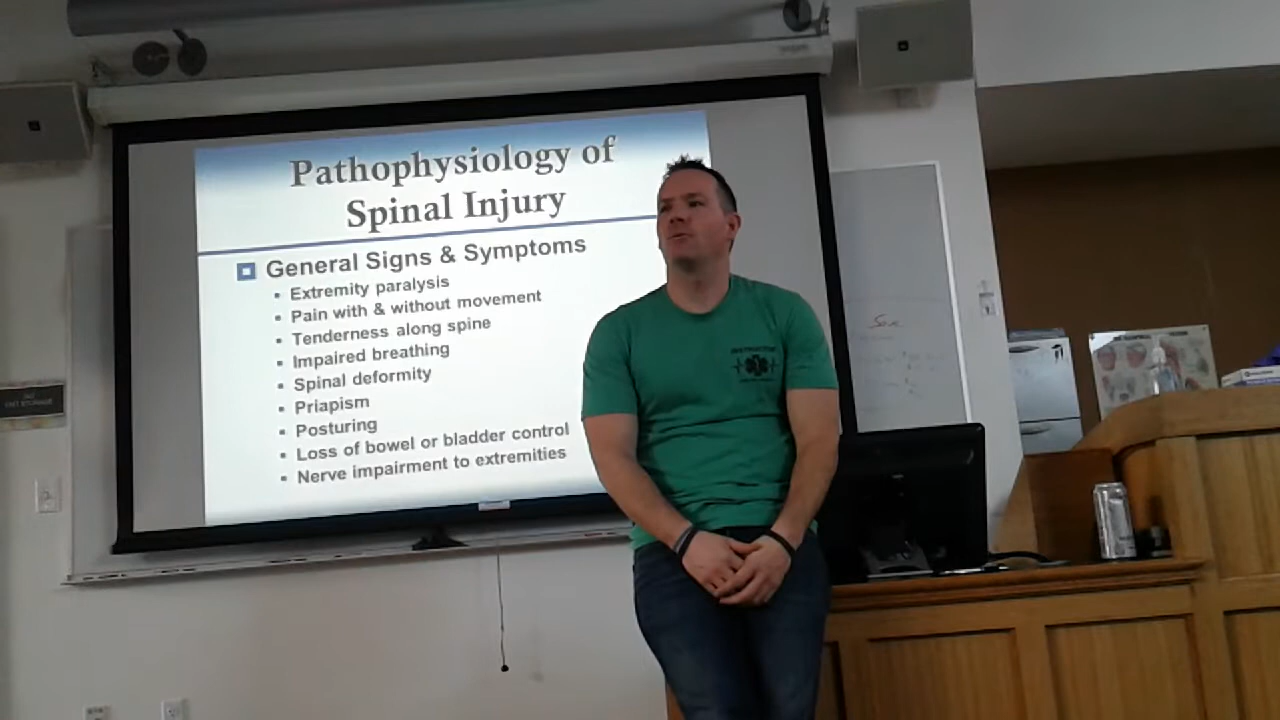 Pathophysiology of
Spinal Injury
General Signs & Symptoms
Extremity paralysis
Pain with & without movement
Tenderness along spine
Impaired breathing
Spinal deformity
Priapism
Posturing
Loss of bowel or bladder control
Nerve impairment to extremities
INSTRUCTOR